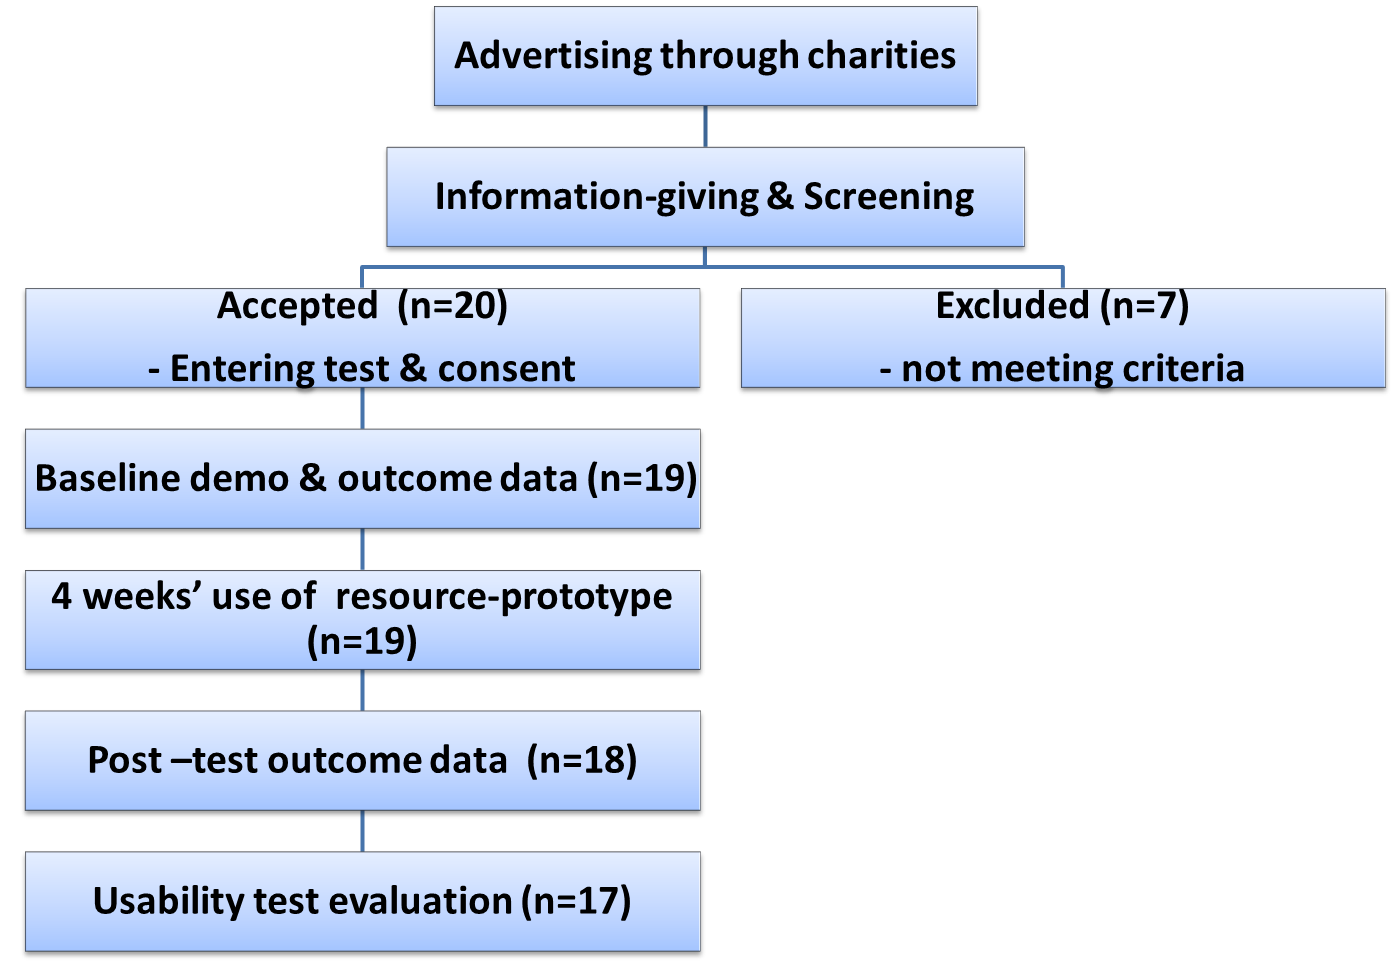 Advertising through charities
Information-giving & Screening
Accepted  (n=20)
- Entering test & consent
Excluded (n=7)
- not meeting criteria
Baseline demo & outcome data (n=19)
4 weeks’ use of  resource-prototype
(n=19)
Post –test outcome data  (n=18)
Usability test evaluation (n=17)